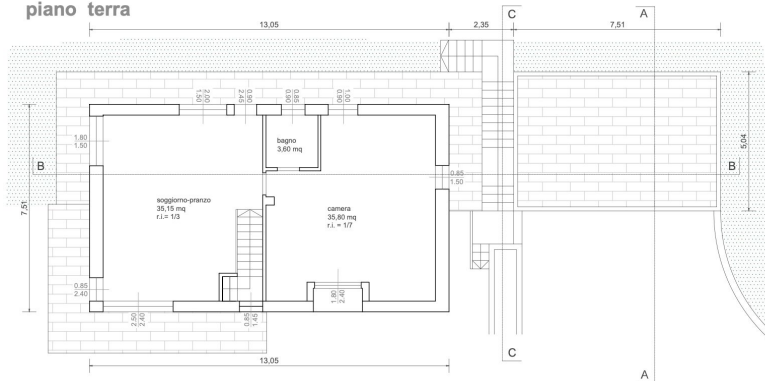 piano terra
13,05
2,35
7,51
C
A
1.50
2.00
2.45
0.90
0.90
0.85
0.90
1.00
1.80
1.50
bagno
3,60 mq
5,04
B
B
0.85
1.50
7,51
soggiorno-pranzo
35,15 mq
r.i.= 1/3
camera
35,80 mq
r.i. = 1/7
0.85
2.40
1.80
2.40
2.50
2.40
0.85
1.45
C
13,05
A